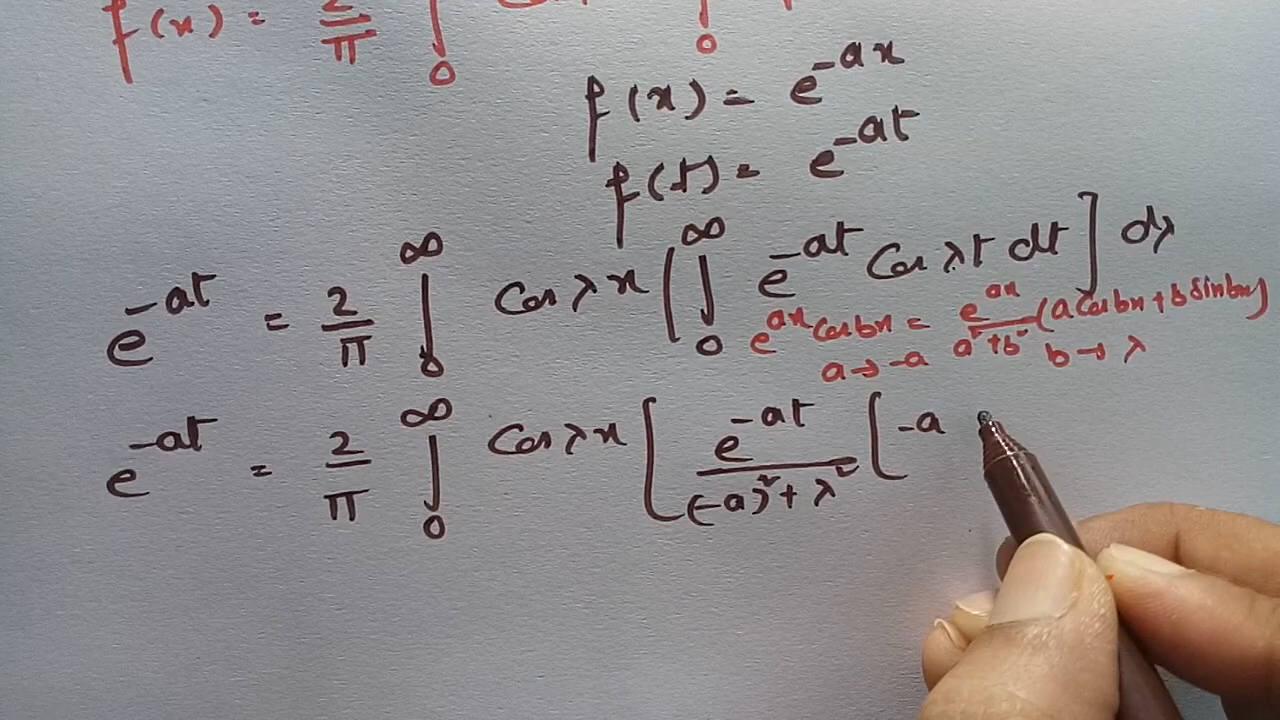 f(x) = 2/π ∫₀
f(x) = e^{-ax}
f(t) = e^{-at}
e^{-at} = 2/π ∫₀^∞ Cos λx [∫₀^∞ e^{-at} Cos λt dt] dλ
e^{ax} cos bx = e^{ax}/(a²+b²) (a cos bx + b sin bx)
a → -a b → λ
e^{-at} = 2/π ∫₀^∞ Cos λx [e^{-at}/((-a)²+λ²) [-a